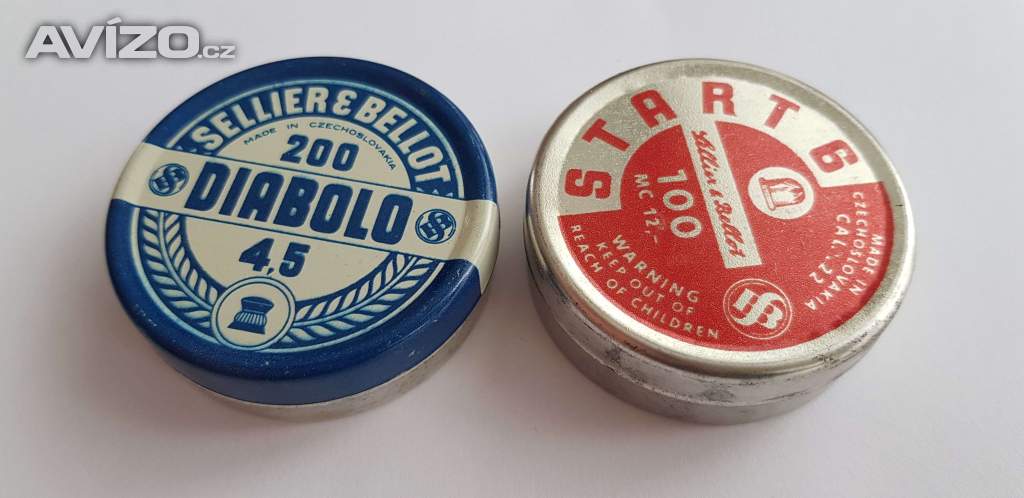 AVÍZO.cz
SELLIER & BELLOT
MADE IN CZECHOSLOVAKIA
200
DIABOLO
4,5
START 6
Sellier & Bellot
100
MC 12,-
WARNING
KEEP OUT OF
REACH OF CHILDREN
MADE IN
CZECHOSLOVAKIA
CAL. 22